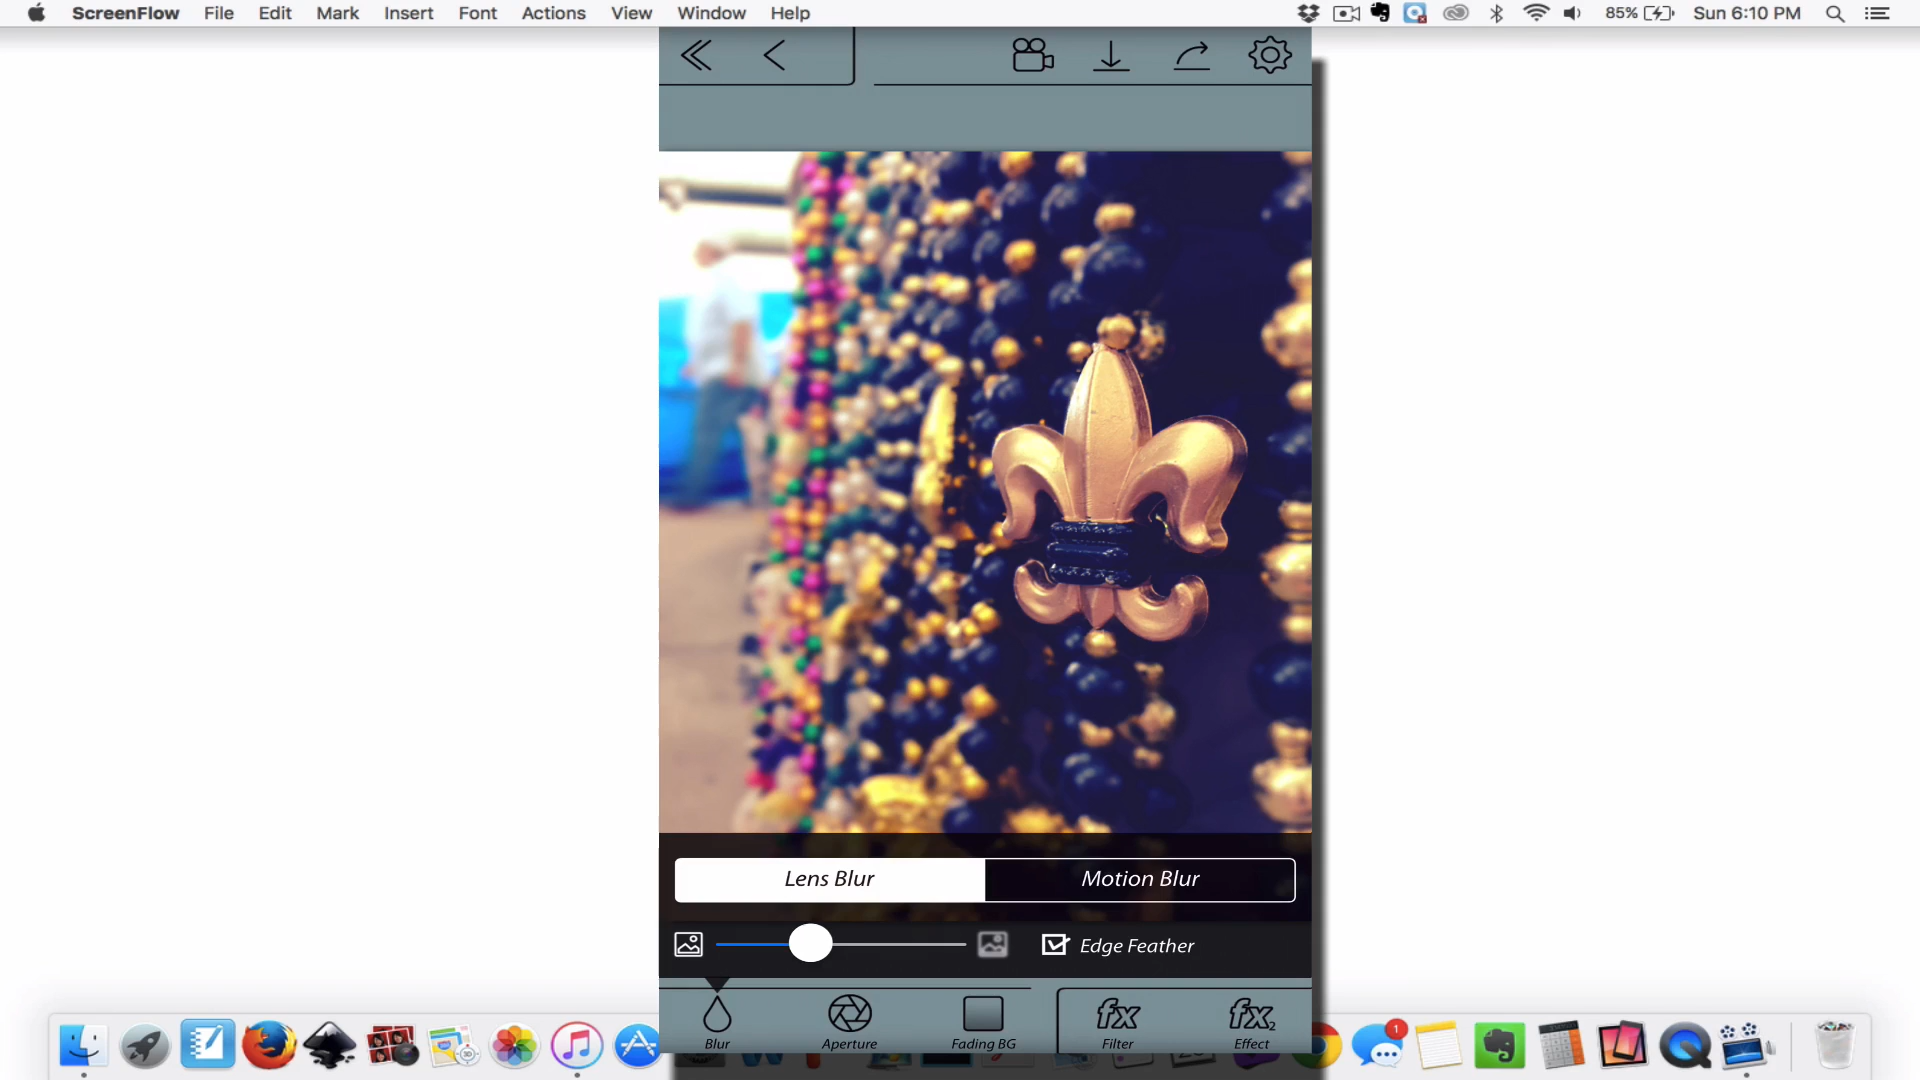 ScreenFlow File Edit Mark Insert Font Actions View Window Help 85% Sun 6:10 PM
Lens Blur Motion Blur
Edge Feather
Blur Aperture Fading BG fx Filter fx2 Effect
1